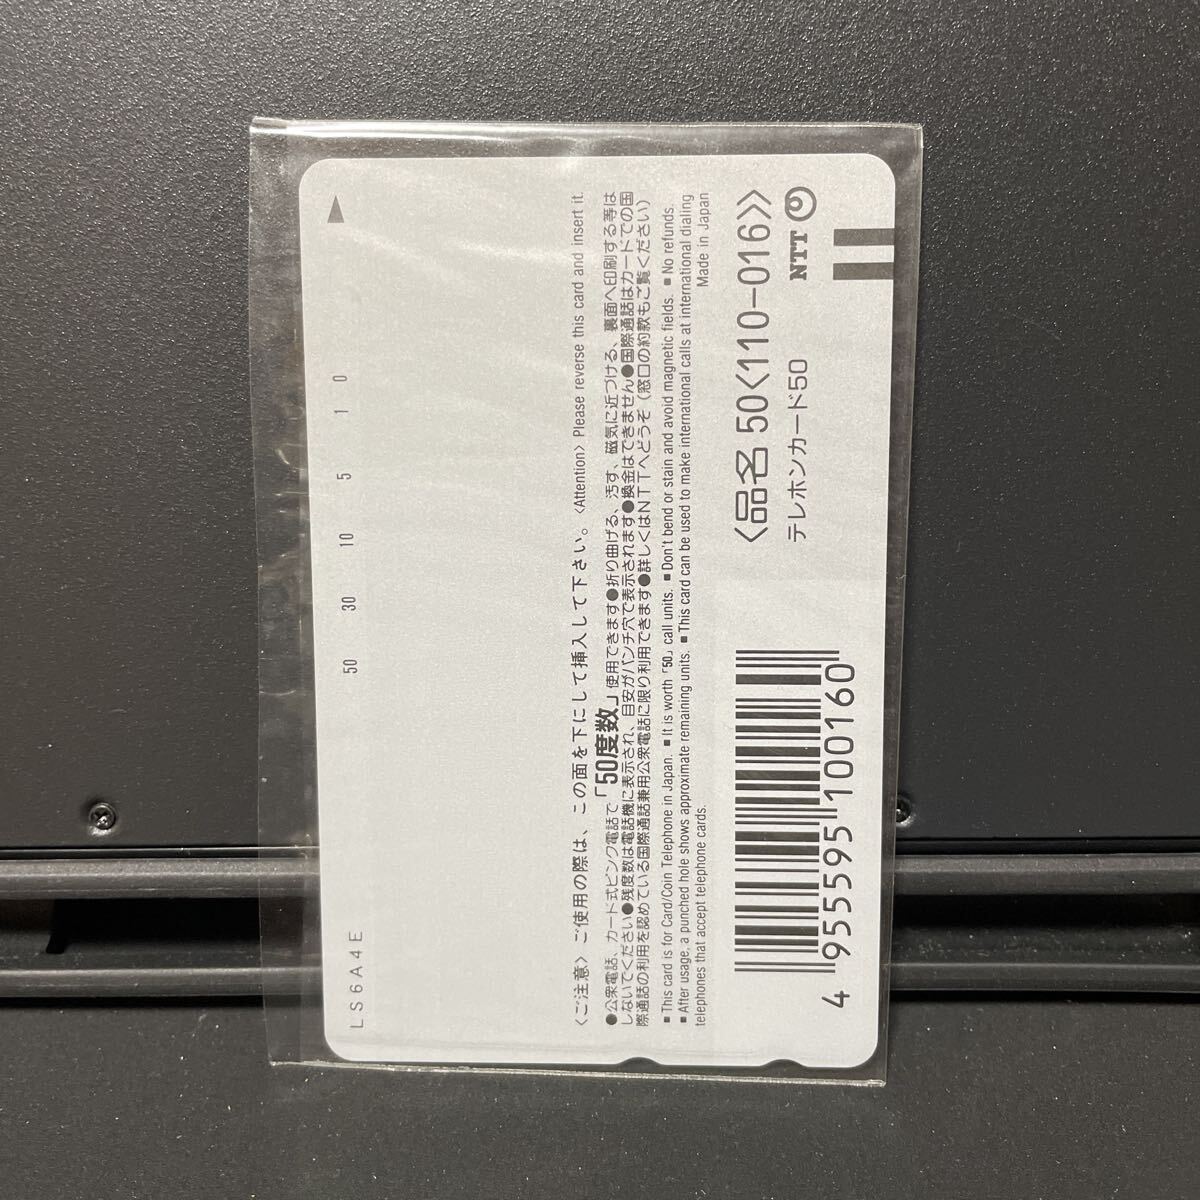 LS6A4E
50 30 10 5 1 0
〈ご注意〉ご使用の際は、この面を下にして挿入して下さい。〈Attention〉Please reverse this card and insert it.
●公衆電話、カード式ピンク電話で「50度数」使用できます●折り曲げる、汚す、磁気に近づける、裏面へ印刷する等は
しないでください●残度数は電話機に表示され、目安がパンチ穴で表示されます●換金はできません●国際通話はカードでの国
際通話の利用を認めている国際通話兼用公衆電話に限り利用できます●詳しくはNTTへどうぞ(窓口の約款もご覧ください)
■This card is for Card/Coin Telephone in Japan. ■It is worth「50」call units. ■Don't bend or stain and avoid magnetic fields. ■No refunds.
■After usage, a punched hole shows approximate remaining units. ■This card can be used to make international calls at international dialing
telephones that accept telephone cards. Made in Japan
〈品名 50〈110-016〉〉
テレホンカード50
NTT
4 955595 100160